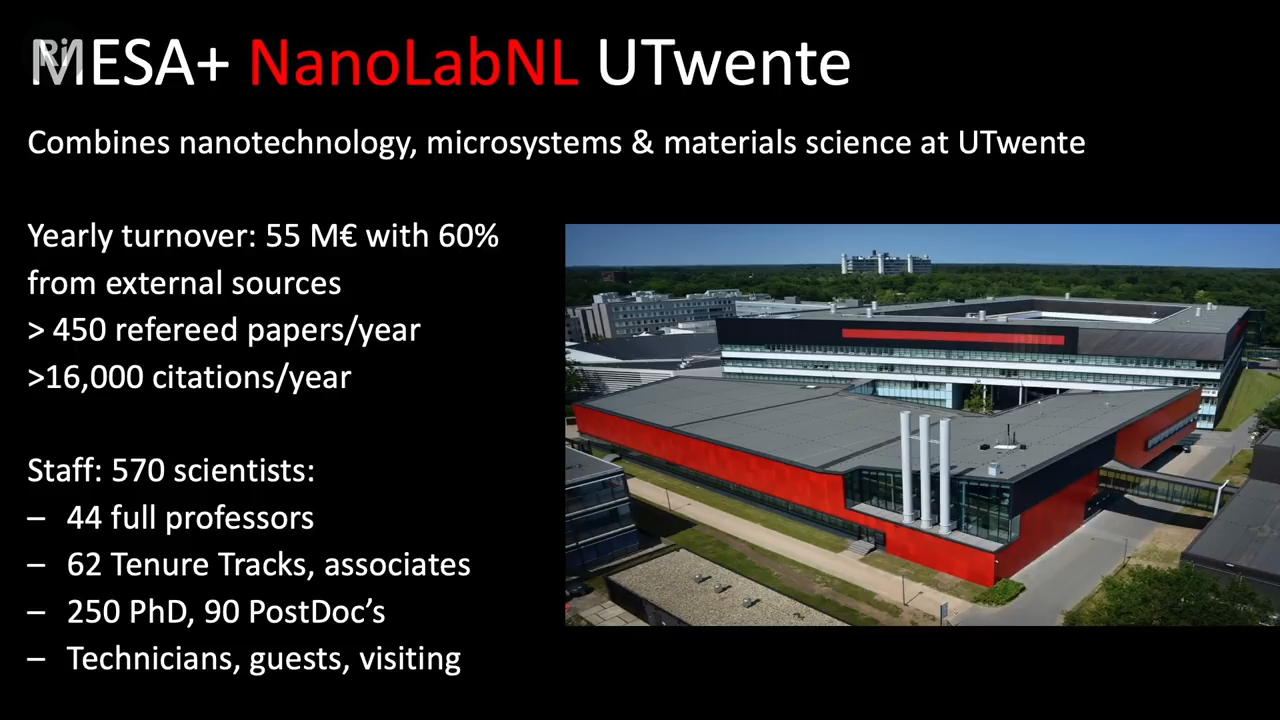 Ri
MESA+ NanoLabNL UTwente
Combines nanotechnology, microsystems & materials science at UTwente
Yearly turnover: 55 M€ with 60%
from external sources
> 450 refereed papers/year
>16,000 citations/year
Staff: 570 scientists:
– 44 full professors
– 62 Tenure Tracks, associates
– 250 PhD, 90 PostDoc’s
– Technicians, guests, visiting